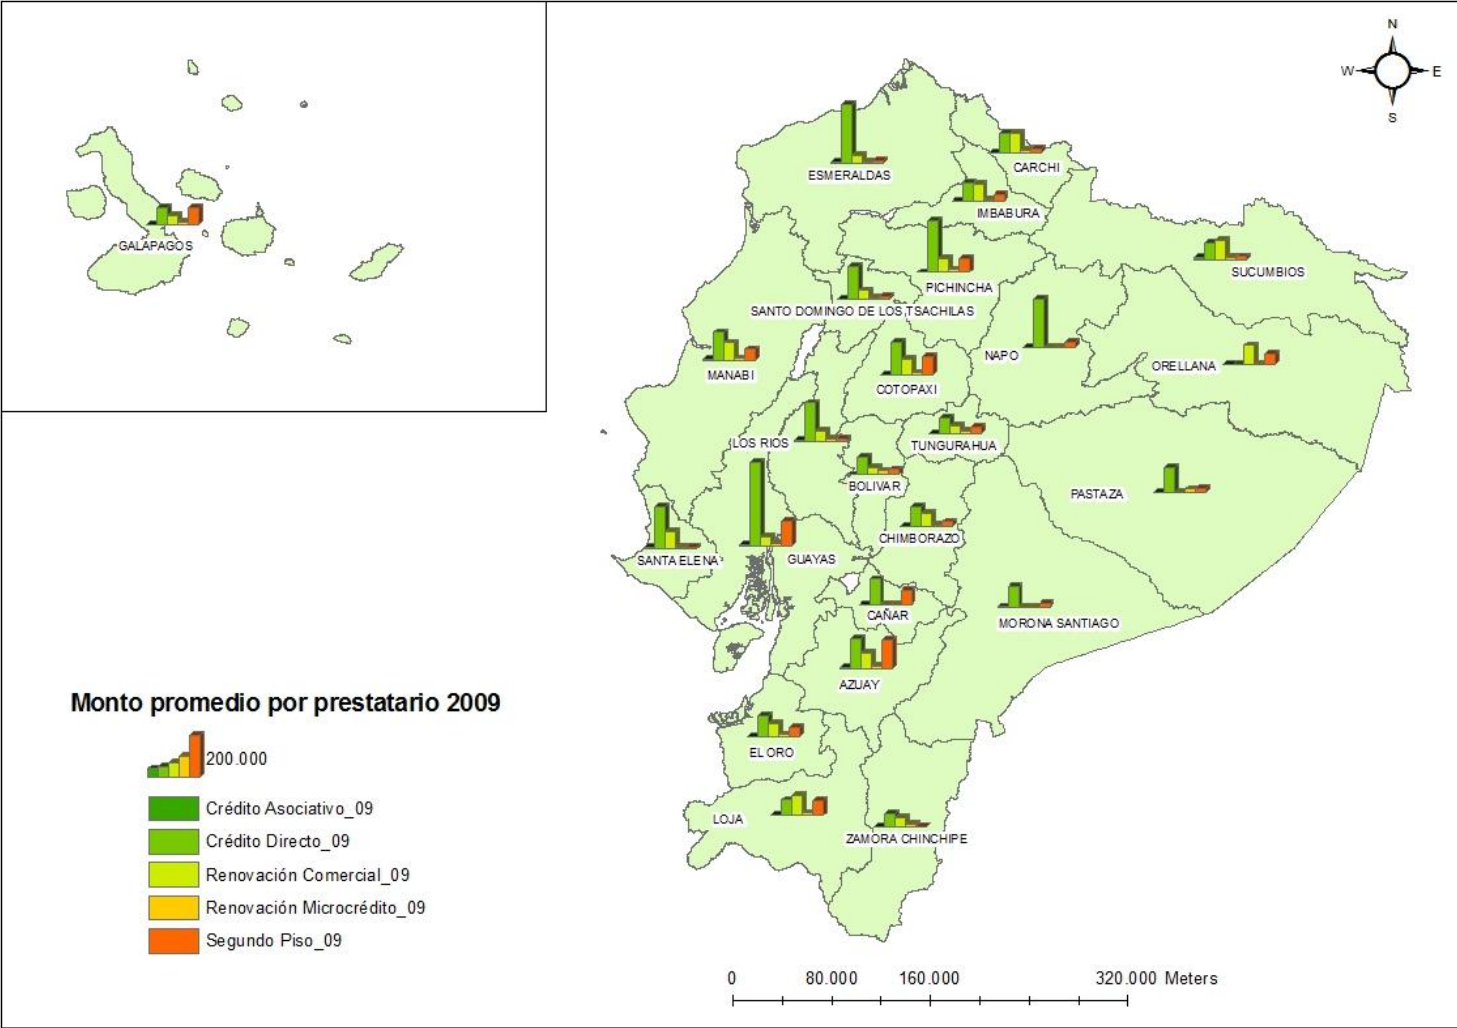 N
W E
S
ESMERALDAS
CARCHI
IMBABURA
GALAPAGOS
SUCUMBIOS
PICHINCHA
SANTO DOMINGO DE LOS TSACHILAS
NAPO
ORELLANA
MANABI
COTOPAXI
LOS RIOS
TUNGURAHUA
BOLIVAR
PASTAZA
CHIMBORAZO
SANTA ELENA
GUAYAS
CAÑAR
MORONA SANTIAGO
AZUAY
EL ORO
LOJA
ZAMORA CHINCHIPE
Monto promedio por prestatario 2009
200.000
Crédito Asociativo_09
Crédito Directo_09
Renovación Comercial_09
Renovación Microcrédito_09
Segundo Piso_09
0 80.000 160.000 320.000 Meters